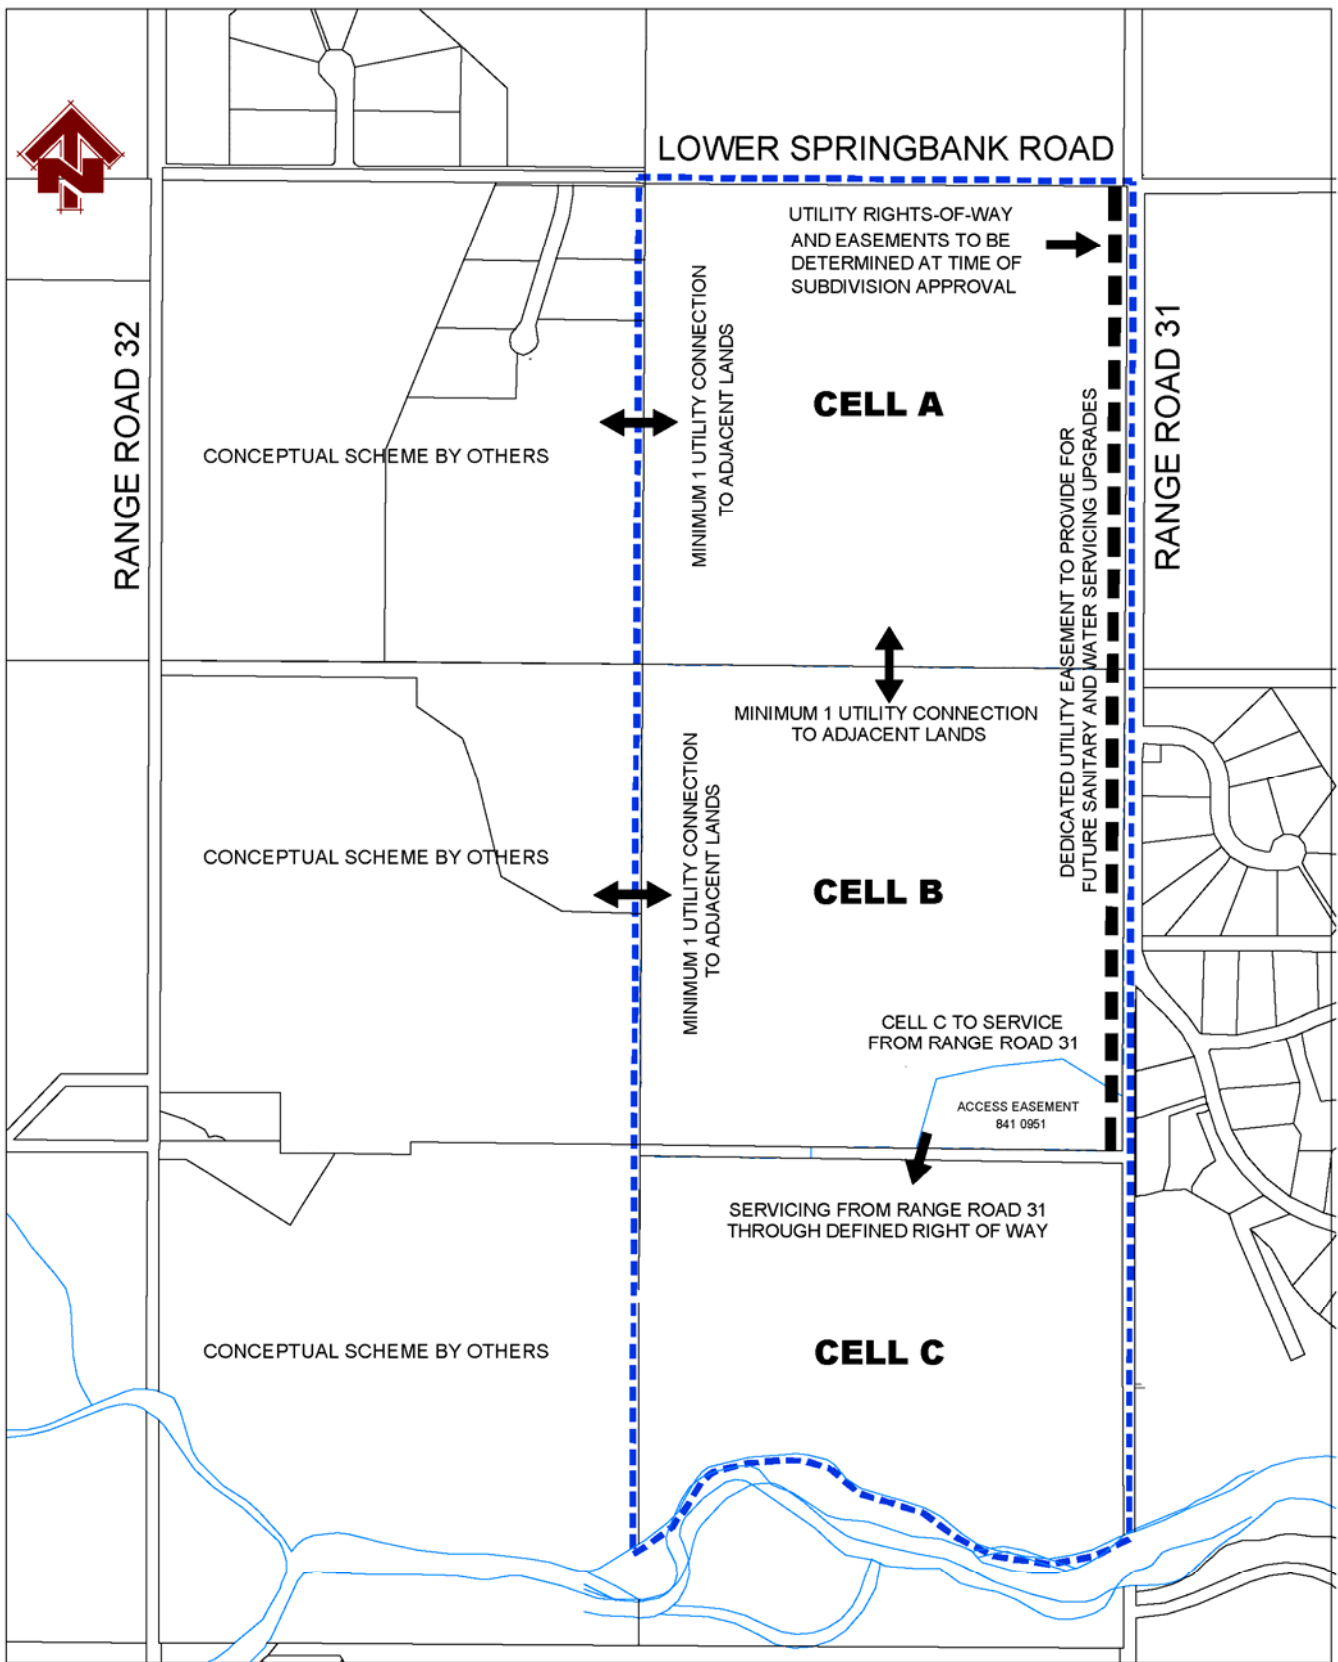 LOWER SPRINGBANK ROAD
N
UTILITY RIGHTS-OF-WAY
AND EASEMENTS TO BE
DETERMINED AT TIME OF
SUBDIVISION APPROVAL
RANGE ROAD 32
CONCEPTUAL SCHEME BY OTHERS
MINIMUM 1 UTILITY CONNECTION
TO ADJACENT LANDS
CELL A
RANGE ROAD 31
DEDICATED UTILITY EASEMENT TO PROVIDE FOR
FUTURE SANITARY AND WATER SERVICING UPGRADES
MINIMUM 1 UTILITY CONNECTION
TO ADJACENT LANDS
CONCEPTUAL SCHEME BY OTHERS
MINIMUM 1 UTILITY CONNECTION
TO ADJACENT LANDS
CELL B
CELL C TO SERVICE
FROM RANGE ROAD 31
ACCESS EASEMENT
841 0951
SERVICING FROM RANGE ROAD 31
THROUGH DEFINED RIGHT OF WAY
CONCEPTUAL SCHEME BY OTHERS
CELL C